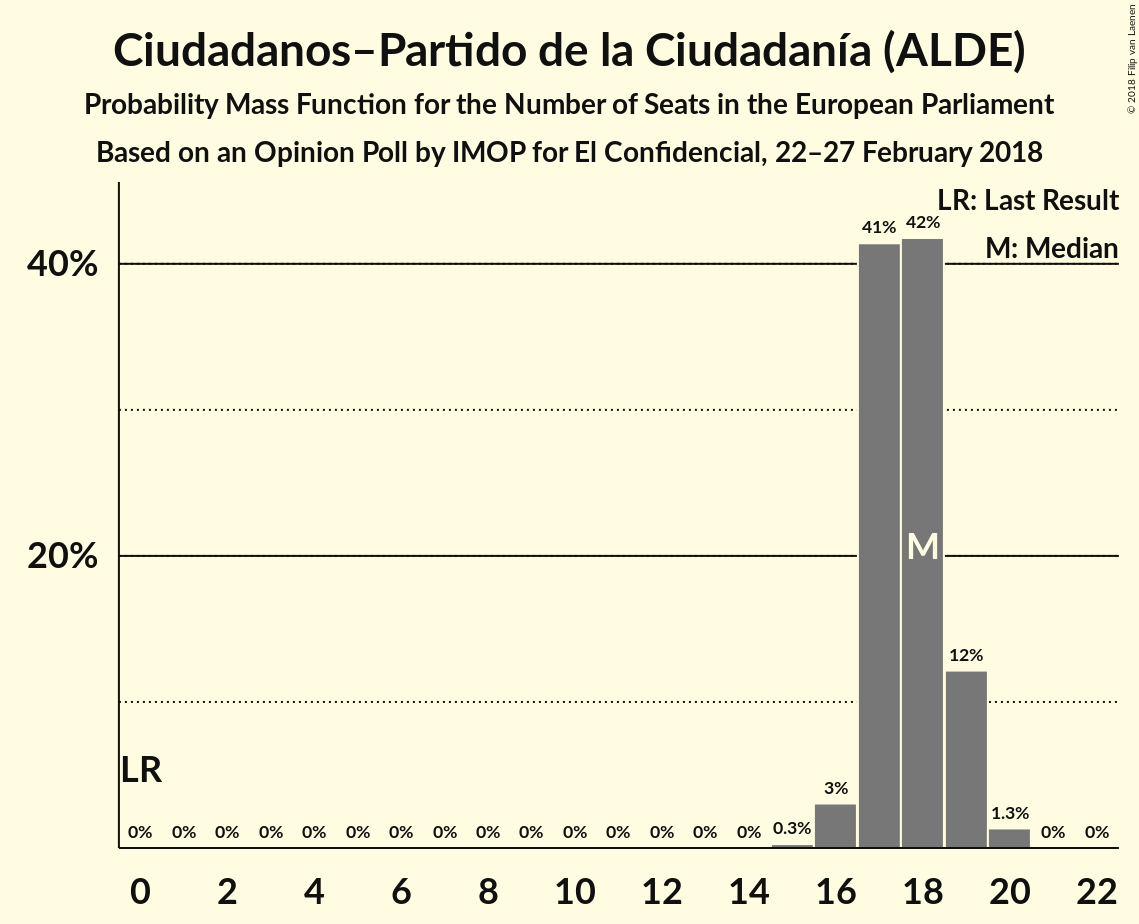 Ciudadanos–Partido de la Ciudadanía (ALDE)
Probability Mass Function for the Number of Seats in the European Parliament
Based on an Opinion Poll by IMOP for El Confidencial, 22–27 February 2018
© 2018 Filip van Laenen
LR: Last Result
M: Median
41% 42%
40%
20%
M
12%
LR
3%
0% 0% 0% 0% 0% 0% 0% 0% 0% 0% 0% 0% 0% 0% 0% 0.3% 1.3% 0% 0%
0 2 4 6 8 10 12 14 16 18 20 22